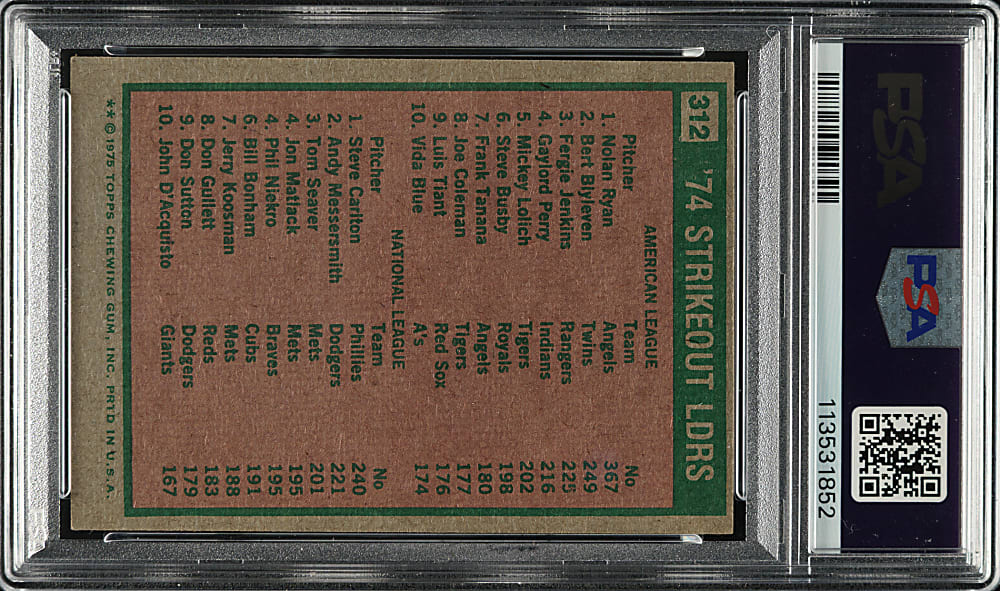 312 '74 STRIKEOUT LDRS
AMERICAN LEAGUE
Pitcher Team No
1. Nolan Ryan Angels 367
2. Bert Blyleven Twins 249
3. Fergie Jenkins Rangers 225
4. Gaylord Perry Indians 216
5. Mickey Lolich Tigers 202
6. Steve Busby Royals 198
7. Frank Tanana Angels 180
8. Joe Coleman Tigers 177
9. Luis Tiant Red Sox 176
10. Vida Blue A's 174
NATIONAL LEAGUE
Pitcher Team No
1. Steve Carlton Phillies 240
2. Andy Messersmith Dodgers 221
3. Tom Seaver Mets 201
4. Jon Matlack Mets 195
4. Phil Niekro Braves 195
6. Bill Bonham Cubs 191
7. Jerry Koosman Mets 188
8. Don Gullett Reds 183
9. Don Sutton Dodgers 179
10. John D'Acquisto Giants 167
** © 1975 TOPPS CHEWING GUM, INC. PRTD IN U.S.A.
PSA
PSA
113531852